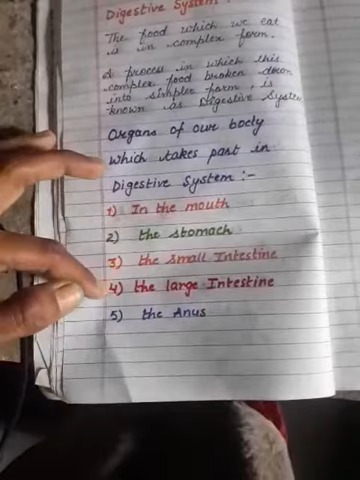 Digestive System :
The food which we eat
is in complex form.
A process in which this
complex food broken down
into simpler form, is
known as Digestive System
Organs of our body
which takes part in
Digestive System :-
1) In the mouth
2) the stomach
3) the small Intestine
4) the large Intestine
5) the Anus